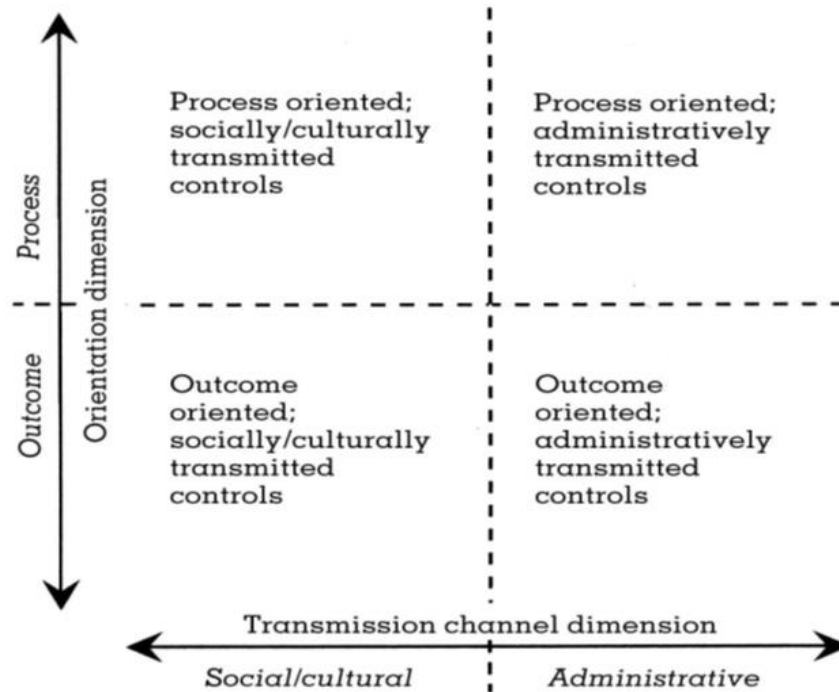 Process oriented;
socially/culturally
transmitted
controls
Process oriented;
administratively
transmitted
controls
Process
Orientation dimension
Outcome
Outcome
oriented;
socially/culturally
transmitted
controls
Outcome
oriented;
administratively
transmitted
controls
Transmission channel dimension
Social/cultural
Administrative